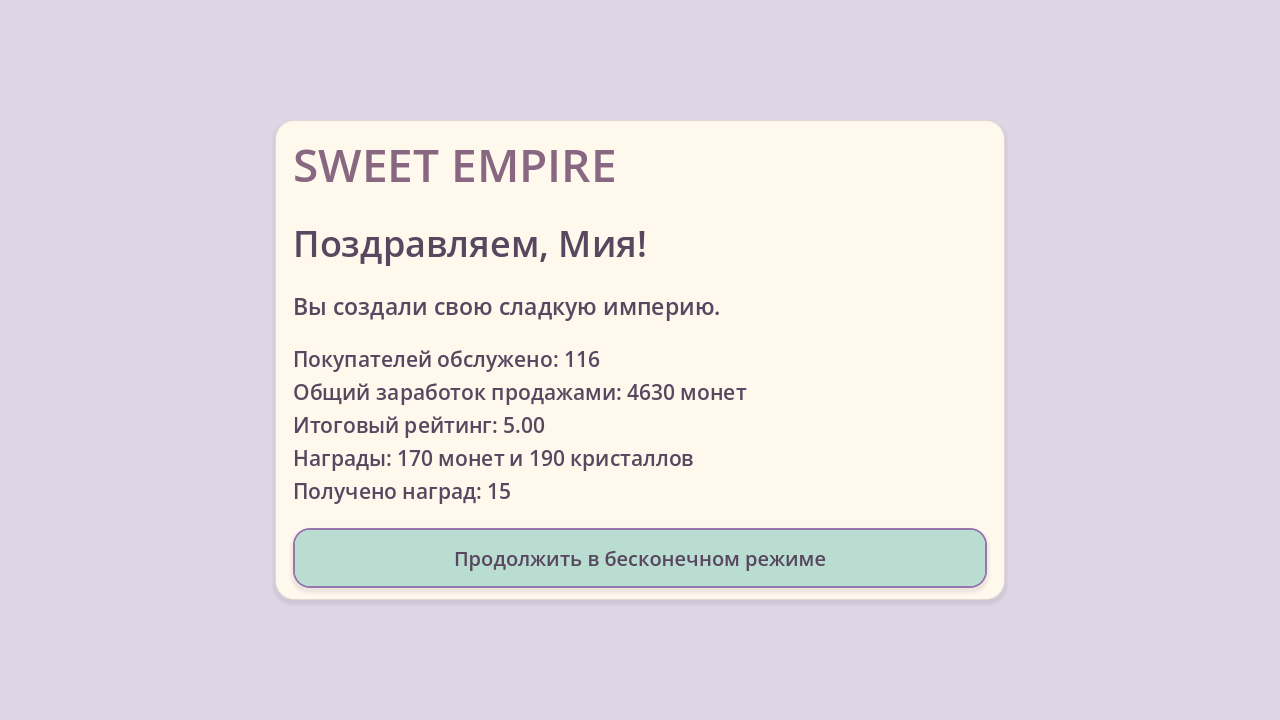 SWEET EMPIRE
Поздравляем, Мия!
Вы создали свою сладкую империю.
Покупателей обслужено: 116
Общий заработок продажами: 4630 монет
Итоговый рейтинг: 5.00
Награды: 170 монет и 190 кристаллов
Получено наград: 15
Продолжить в бесконечном режиме